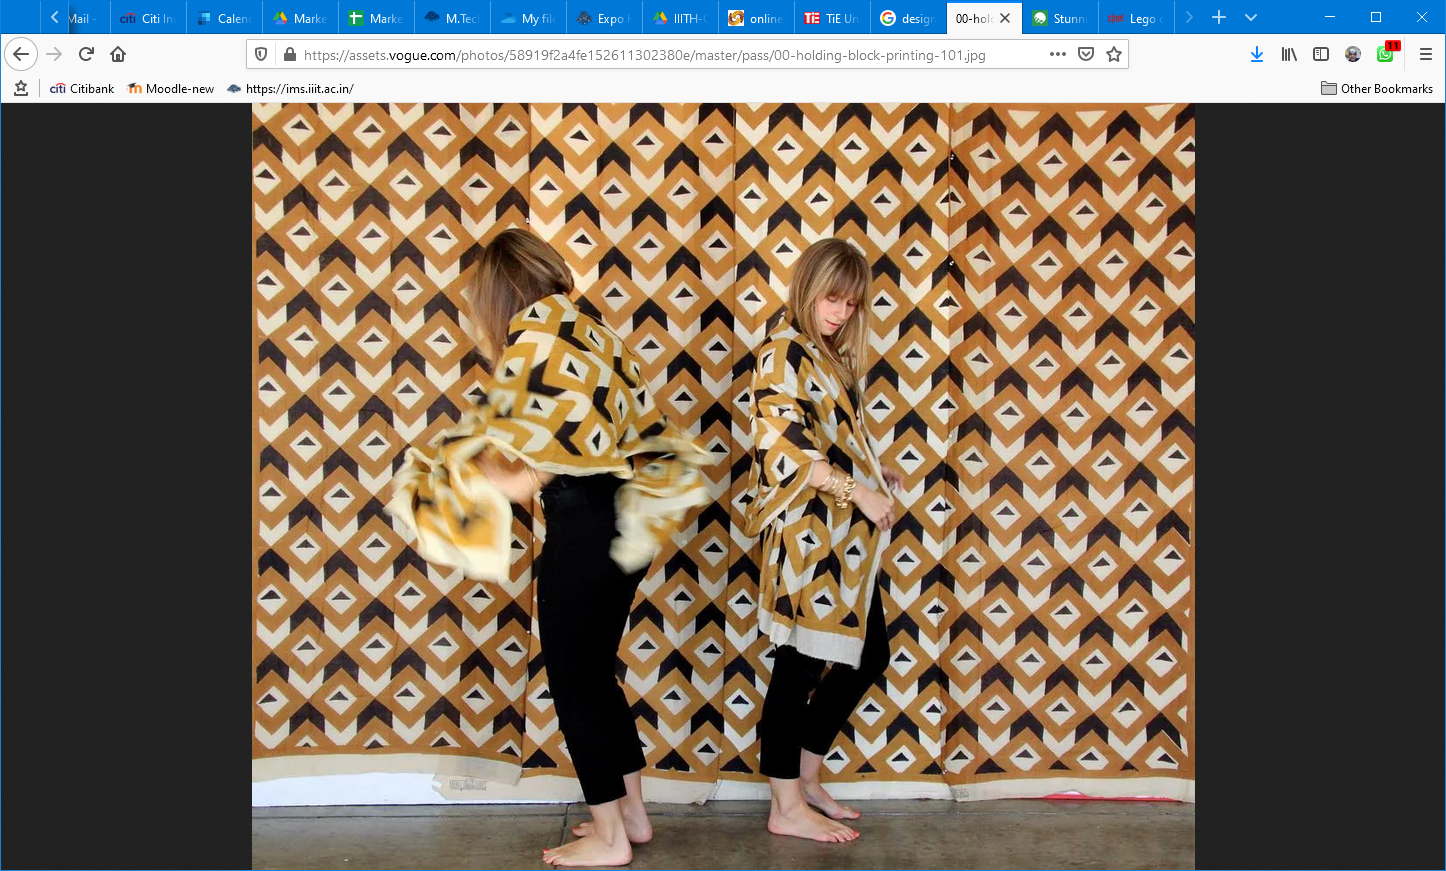 Mail -
Citi In
Calen
Marke
Marke
M.Tec
My fil
Expo
IIITH-
online
TiE Un
design
00-hol
Stunni
Lego
https://assets.vogue.com/photos/58919f2a4fe152611302380e/master/pass/00-holding-block-printing-101.jpg
11
citi Citibank
Moodle-new
https://ims.iiit.ac.in/
Other Bookmarks